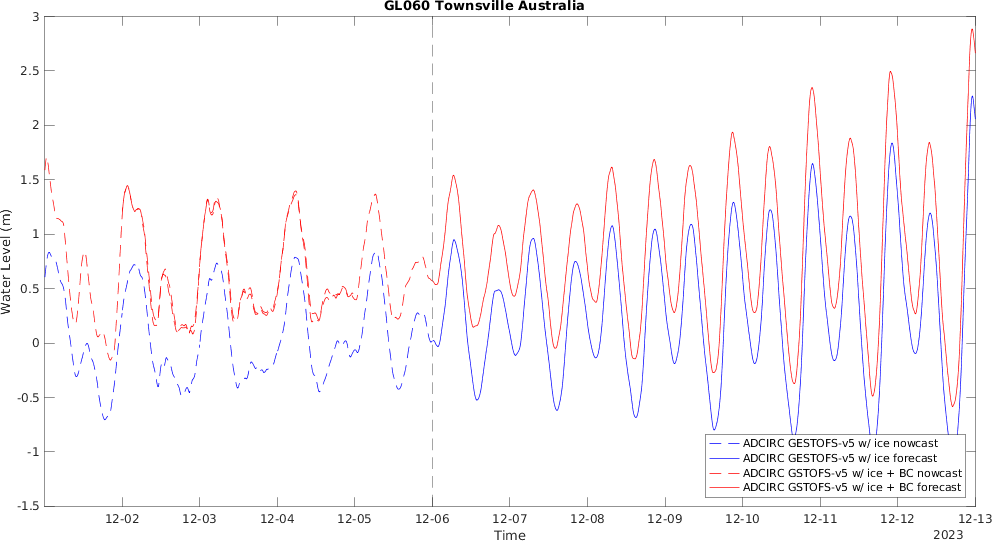 GL060 Townsville Australia
3
2.5
2
1.5
1
0.5
0
-0.5
-1
-1.5
Water Level (m)
ADCIRC GESTOFS-v5 w/ ice nowcast
ADCIRC GESTOFS-v5 w/ ice forecast
ADCIRC GSTOFS-v5 w/ ice + BC nowcast
ADCIRC GSTOFS-v5 w/ ice + BC forecast
12-02 12-03 12-04 12-05 12-06 12-07 12-08 12-09 12-10 12-11 12-12 12-13
Time
2023